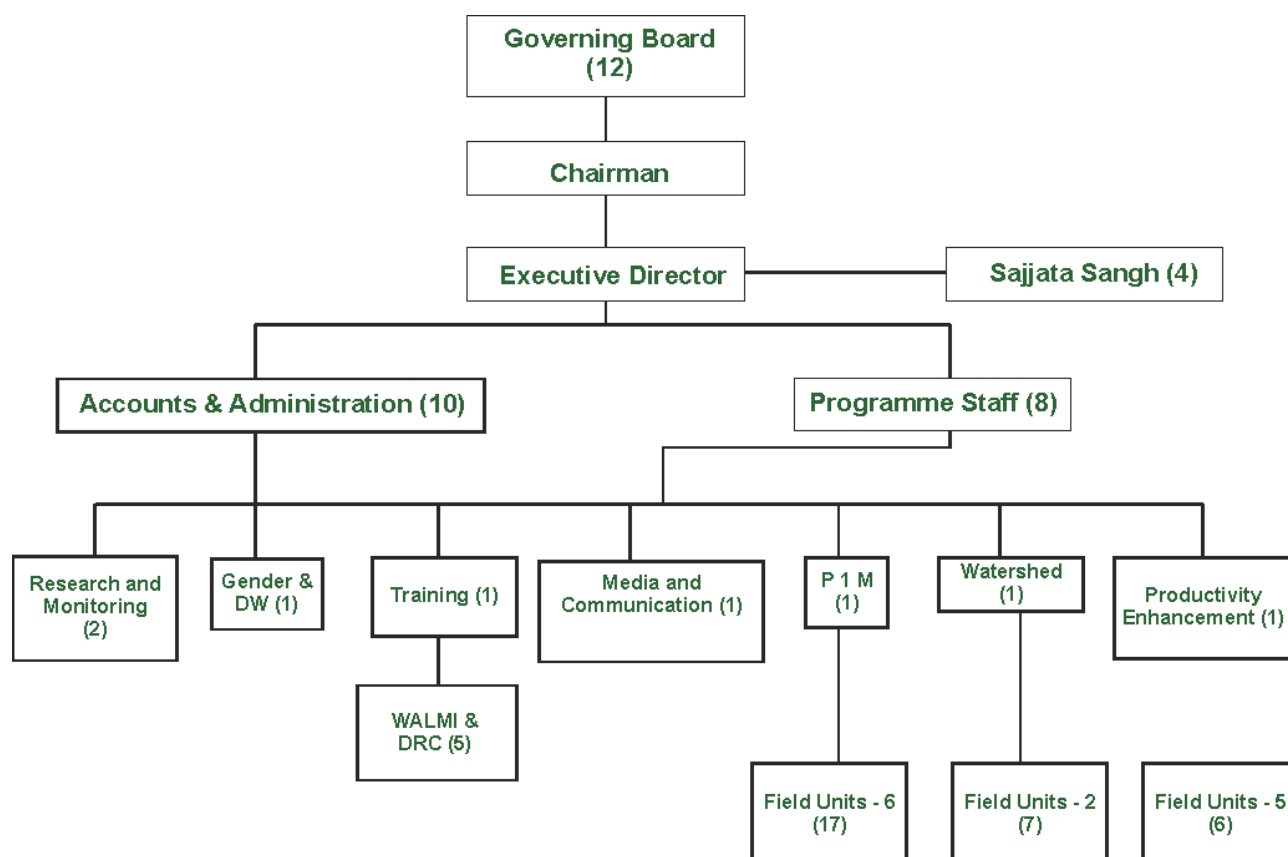 Governing Board
(12)
Chairman
Executive Director
Sajjata Sangh (4)
Accounts & Administration (10)
Programme Staff (8)
Research and
Monitoring
(2)
Gender &
DW (1)
Training (1)
Media and
Communication (1)
P 1 M
(1)
Watershed
(1)
Productivity
Enhancement (1)
WALMI &
DRC (5)
Field Units - 6
(17)
Field Units - 2
(7)
Field Units - 5
(6)